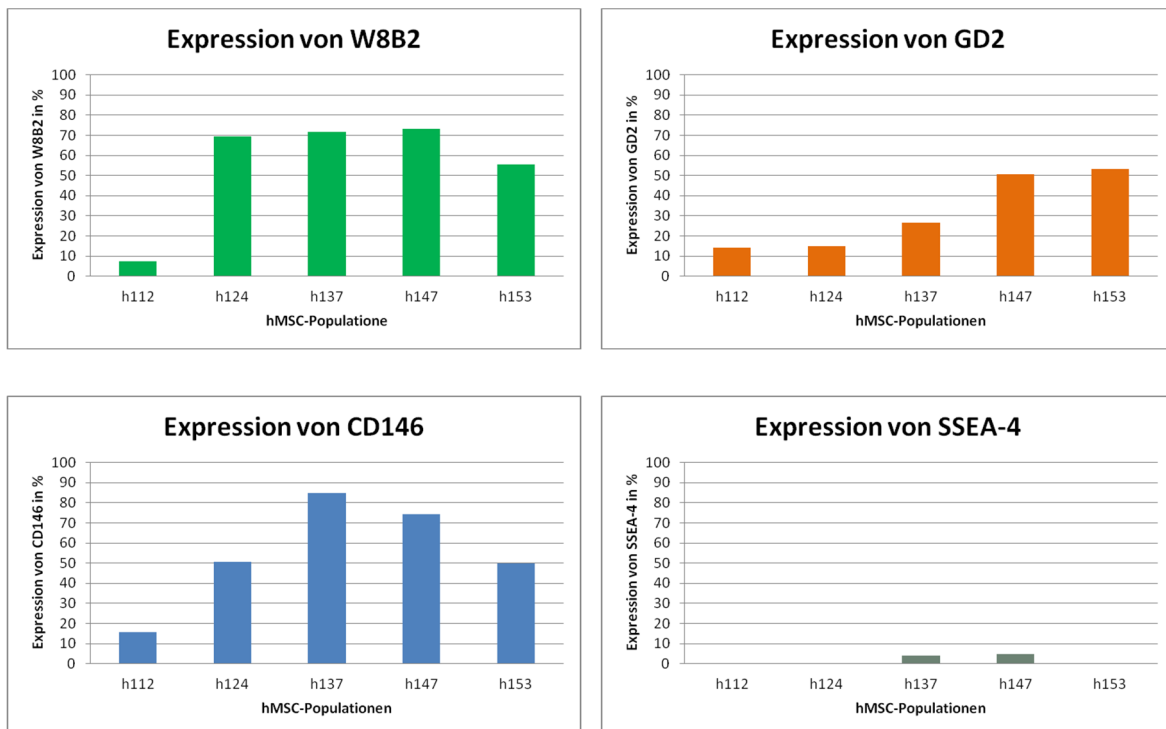 Expression von W8B2
Expression von W8B2 in %
100
90
80
70
60
50
40
30
20
10
0
h112 h124 h137 h147 h153
hMSC-Populatione
Expression von GD2
Expression von GD2 in %
100
90
80
70
60
50
40
30
20
10
0
h112 h124 h137 h147 h153
hMSC-Populationen
Expression von CD146
Expression von CD146 in %
100
90
80
70
60
50
40
30
20
10
0
h112 h124 h137 h147 h153
hMSC-Populationen
Expression von SSEA-4
Expression von SSEA-4 in %
100
90
80
70
60
50
40
30
20
10
0
h112 h124 h137 h147 h153
hMSC-Populationen